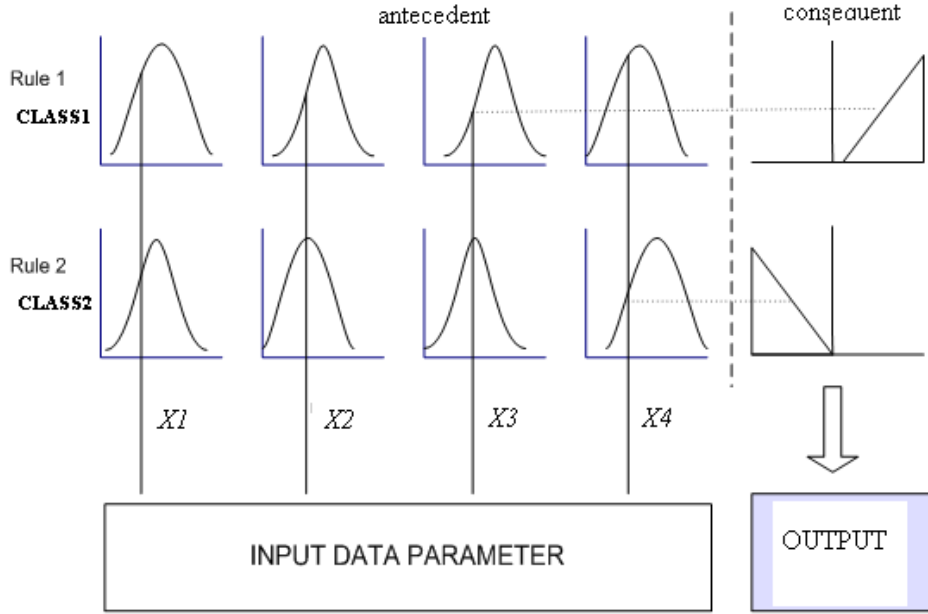 antecedent
consequent
Rule 1
CLASS1
Rule 2
CLASS2
X1
X2
X3
X4
INPUT DATA PARAMETER
OUTPUT